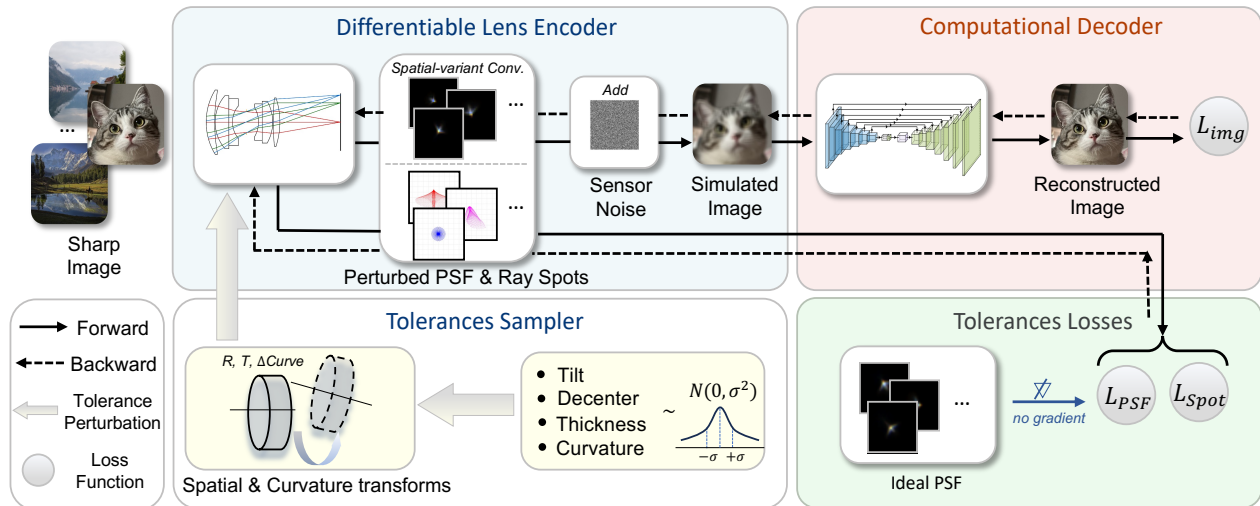 Differentiable Lens Encoder
Computational Decoder
Spatial-variant Conv.
...
...
Add
...
Sensor
Noise
Simulated
Image
Reconstructed
Image
L_img
Sharp
Image
Perturbed PSF & Ray Spots
Forward
Backward
Tolerance
Perturbation
Loss
Function
Tolerances Sampler
R, T, ΔCurve
Spatial & Curvature transforms
• Tilt
• Decenter
• Thickness
• Curvature
~
N(0, σ²)
−σ +σ
Tolerances Losses
...
Ideal PSF
no gradient
L_PSF
L_Spot